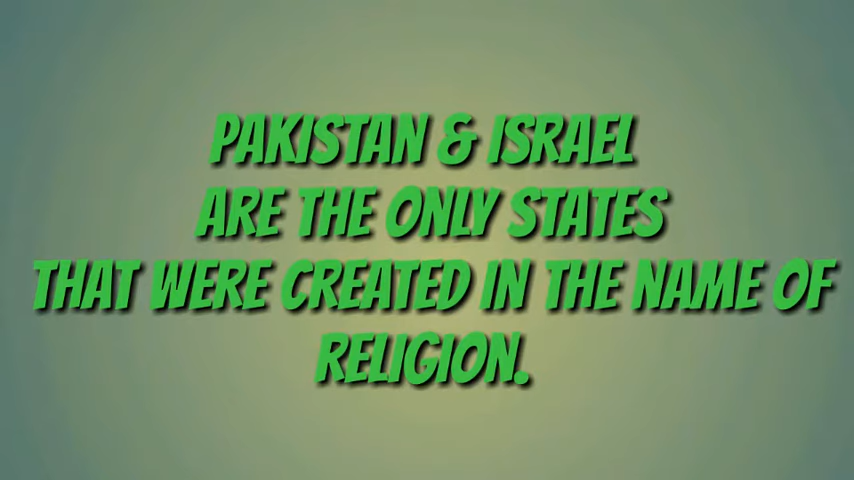 PAKISTAN & ISRAEL
ARE THE ONLY STATES
THAT WERE CREATED IN THE NAME OF
RELIGION.